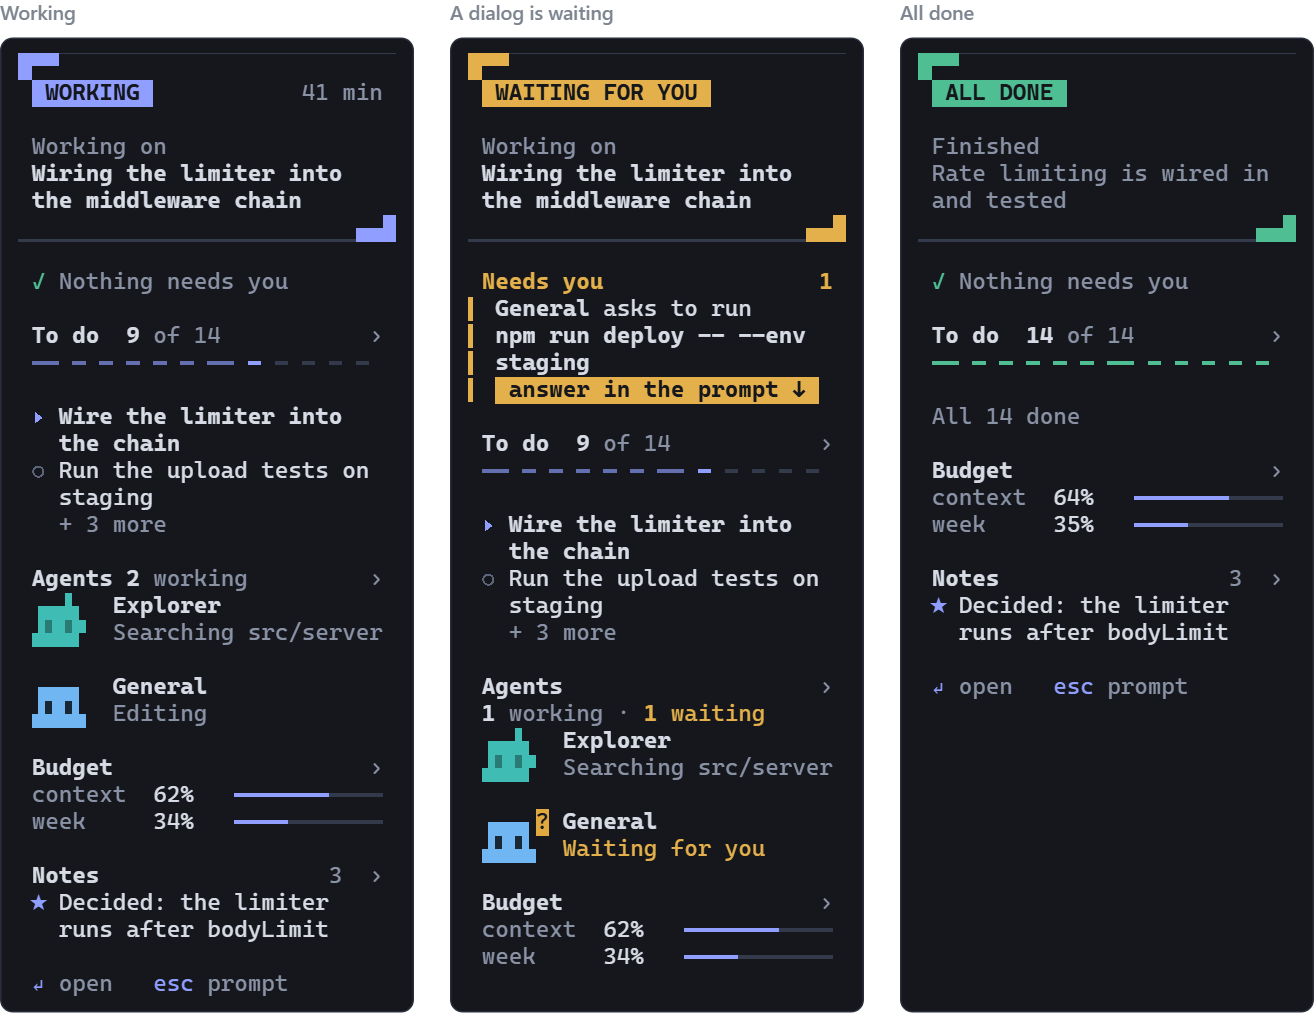 Working
WORKING 41 min
Working on
Wiring the limiter into
the middleware chain
✓ Nothing needs you
To do 9 of 14 ›
Wire the limiter into
the chain
Run the upload tests on
staging
+ 3 more
Agents 2 working ›
Explorer
Searching src/server
General
Editing
Budget ›
context 62%
week 34%
Notes 3 ›
★ Decided: the limiter
runs after bodyLimit
↲ open esc prompt
A dialog is waiting
WAITING FOR YOU
Working on
Wiring the limiter into
the middleware chain
Needs you 1
General asks to run
npm run deploy -- --env
staging
answer in the prompt ↓
To do 9 of 14 ›
Wire the limiter into
the chain
Run the upload tests on
staging
+ 3 more
Agents ›
1 working · 1 waiting
Explorer
Searching src/server
? General
Waiting for you
Budget ›
context 62%
week 34%
All done
ALL DONE
Finished
Rate limiting is wired in
and tested
✓ Nothing needs you
To do 14 of 14 ›
All 14 done
Budget ›
context 64%
week 35%
Notes 3 ›
★ Decided: the limiter
runs after bodyLimit
↲ open esc prompt